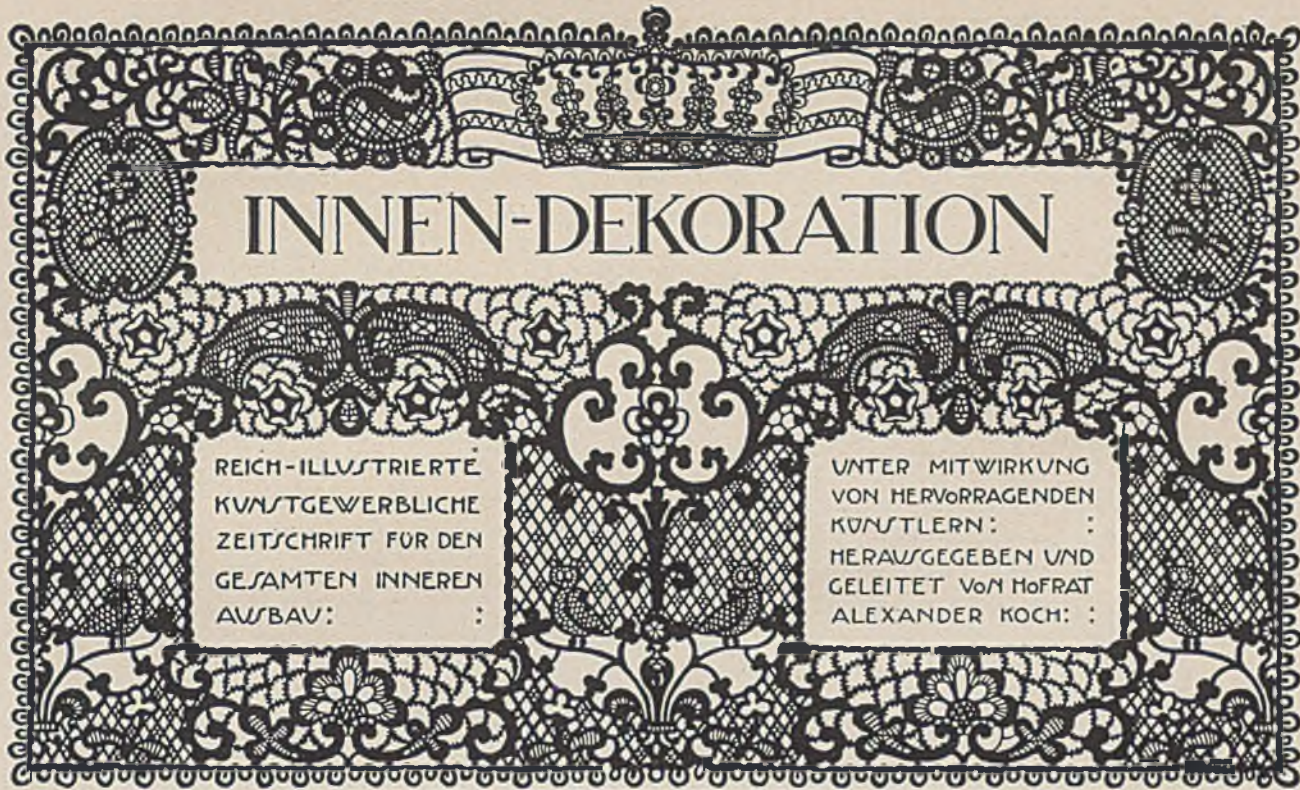 INNEN-DEKORATION
REICH-ILLUSTRIERTE
KUNSTGEWERBLICHE
ZEITSCHRIFT FÜR DEN
GESAMTEN INNEREN
AUSBAU: :
UNTER MITWIRKUNG
VON HERVORRAGENDEN
KÜNSTLERN: :
HERAUSGEGEBEN UND
GELEITET VON HOFRAT
ALEXANDER KOCH: :